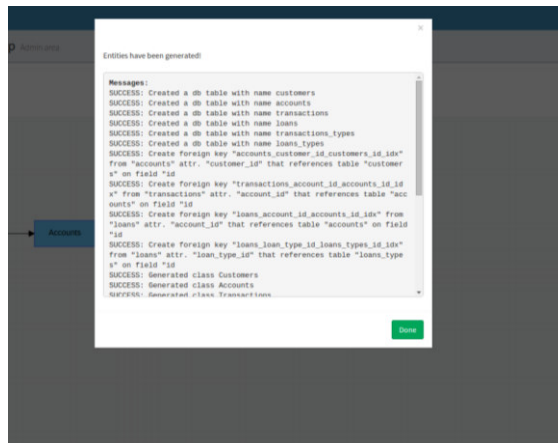 ×
p
Entities have been generated!
Messages:
SUCCESS: Created a db table with name customers
SUCCESS: Created a db table with name accounts
SUCCESS: Created a db table with name transactions
SUCCESS: Created a db table with name loans
SUCCESS: Created a db table with name transactions_types
SUCCESS: Created a db table with name loans_types
SUCCESS: Create foreign key "accounts_customer_id_customers_id_idx"
from "accounts" attr. "customer_id" that references table "customer
s" on field "id
SUCCESS: Create foreign key "transactions_account_id_accounts_id_id
x" from "transactions" attr. "account_id" that references table "acc
ounts" on field "id
SUCCESS: Create foreign key "loans_account_id_accounts_id_idx" from
"loans" attr. "account_id" that references table "accounts" on field
"id
SUCCESS: Create foreign key "loans_loan_type_id_loans_types_id_idx"
from "loans" attr. "loan_type_id" that references table "loans_type
s" on field "id
SUCCESS: Generated class Customers
SUCCESS: Generated class Accounts
SUCCESS: Generated class Transactions
Accounts
Done